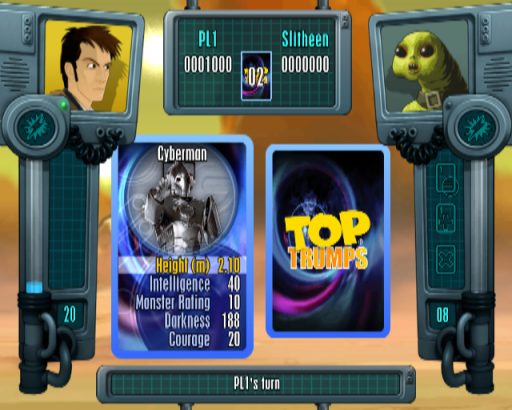 PL1
Slitheen
0001000
02
0000000
Cyberman
Height (m) 2.10
Intelligence 40
Monster Rating 10
Darkness 188
Courage 20
TOP
TRUMPS
20
08
PL1's turn